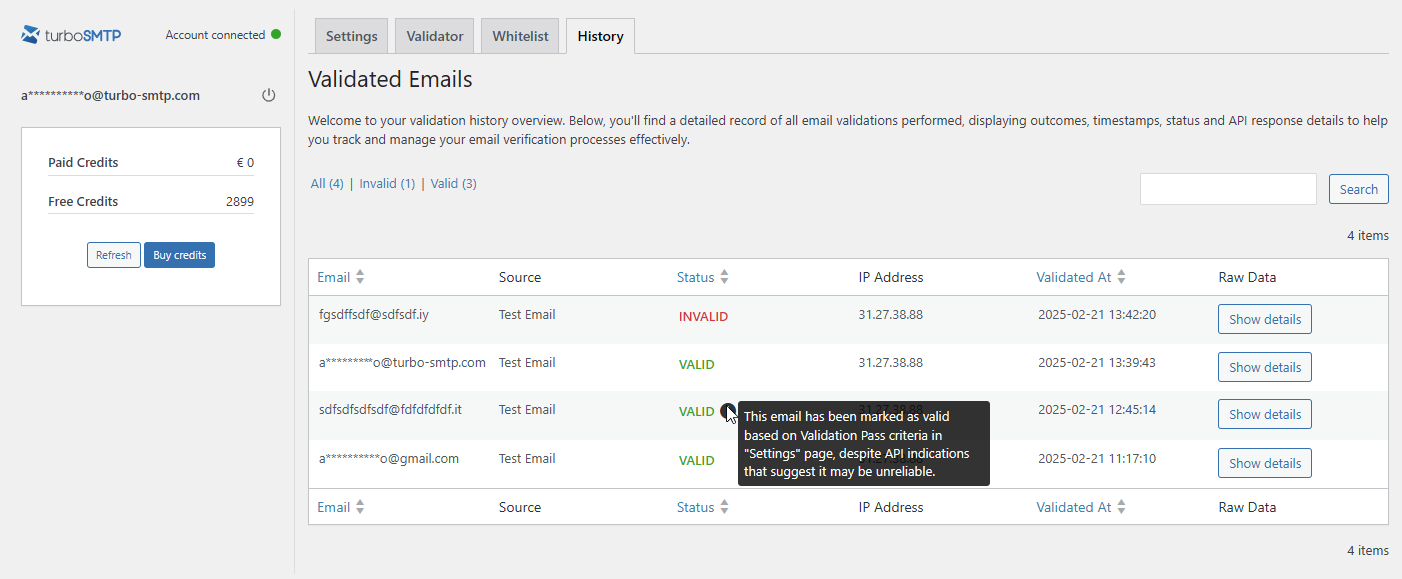 turboSMTP
Account connected
a**********o@turbo-smtp.com
Paid Credits € 0
Free Credits 2899
Refresh Buy credits
Settings Validator Whitelist History
Validated Emails
Welcome to your validation history overview. Below, you'll find a detailed record of all email validations performed, displaying outcomes, timestamps, status and API response details to help
you track and manage your email verification processes effectively.
All (4) | Invalid (1) | Valid (3)
Search
4 items
Email Source Status IP Address Validated At Raw Data
fgsdffsdf@sdfsdf.iy Test Email INVALID 31.27.38.88 2025-02-21 13:42:20 Show details
a*********o@turbo-smtp.com Test Email VALID 31.27.38.88 2025-02-21 13:39:43 Show details
sdfsdfsdfsdf@fdfdfdfdf.it Test Email VALID 31.27.38.88 2025-02-21 12:45:14 Show details
This email has been marked as valid
based on Validation Pass criteria in
"Settings" page, despite API indications
that suggest it may be unreliable.
a**********o@gmail.com Test Email VALID 2025-02-21 11:17:10 Show details
Email Source Status IP Address Validated At Raw Data
4 items